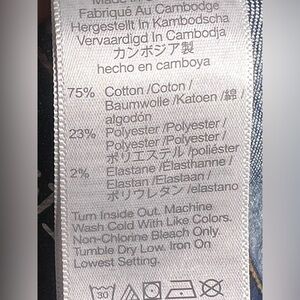 Made in
Fabriqué Au Cambodge
Hergestellt In Kambodscha
Vervaardigd In Cambodja
カンボジア製
hecho en camboya
75% Cotton /Coton /
Baumwolle /Katoen /綿 /
algodón
23% Polyester /Polyester /
Polyester /Polyester /
ポリエステル /poliéster
2% Elastane /Élasthanne /
Elastan /Elastaan /
ポリウレタン /elastano
Turn Inside Out. Machine
Wash Cold With Like Colors.
Non-Chlorine Bleach Only.
Tumble Dry Low. Iron On
Lowest Setting.
30